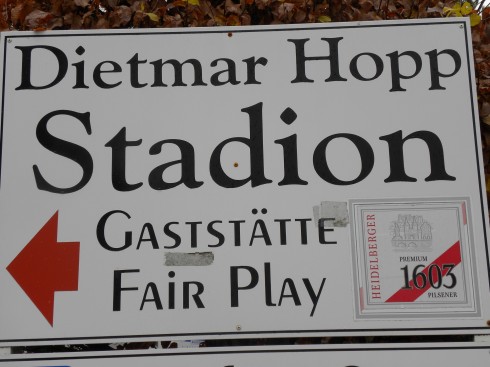 Dietmar Hopp
Stadion
GASTSTÄTTE
FAIR PLAY
HEIDELBERGER
PREMIUM
1603
PILSENER